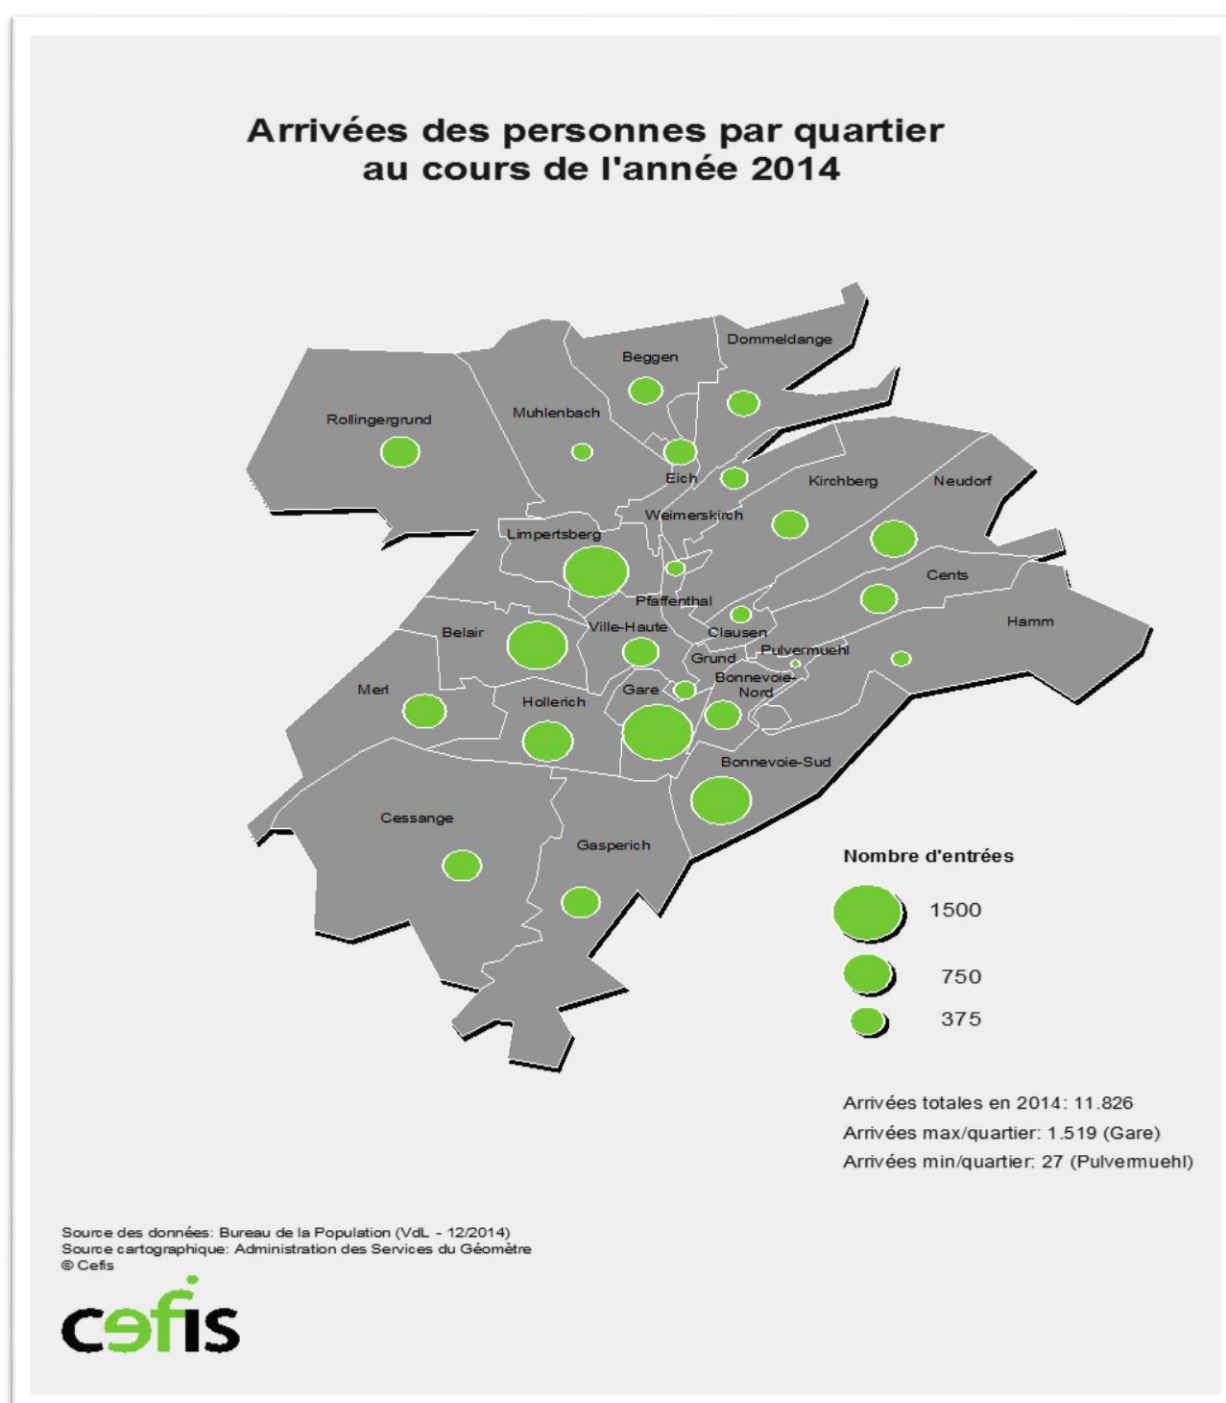 Arrivées des personnes par quartier
au cours de l'année 2014
Dommeldange
Beggen
Muhlenbach
Rollingergrund
Eich
Kirchberg
Neudorf
Weimerskirch
Limpertsberg
Cents
Pfaffenthal
Hamm
Ville-Haute
Clausen
Belair
Pulvermuehl
Grund
Bonnevoie-
Nord
Merl
Gare
Hollerich
Bonnevoie-Sud
Cessange
Gasperich
Nombre d'entrées
1500
750
375
Arrivées totales en 2014: 11.826
Arrivées max/quartier: 1.519 (Gare)
Arrivées min/quartier: 27 (Pulvermuehl)
Source des données: Bureau de la Population (VdL - 12/2014)
Source cartographique: Administration des Services du Géomètre
© Cefis
cefis